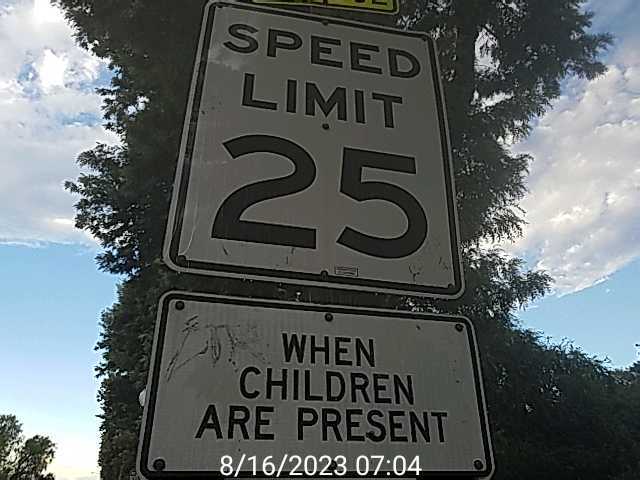 SPEED
LIMIT
25
WHEN
CHILDREN
ARE PRESENT
8/16/2023 07:04